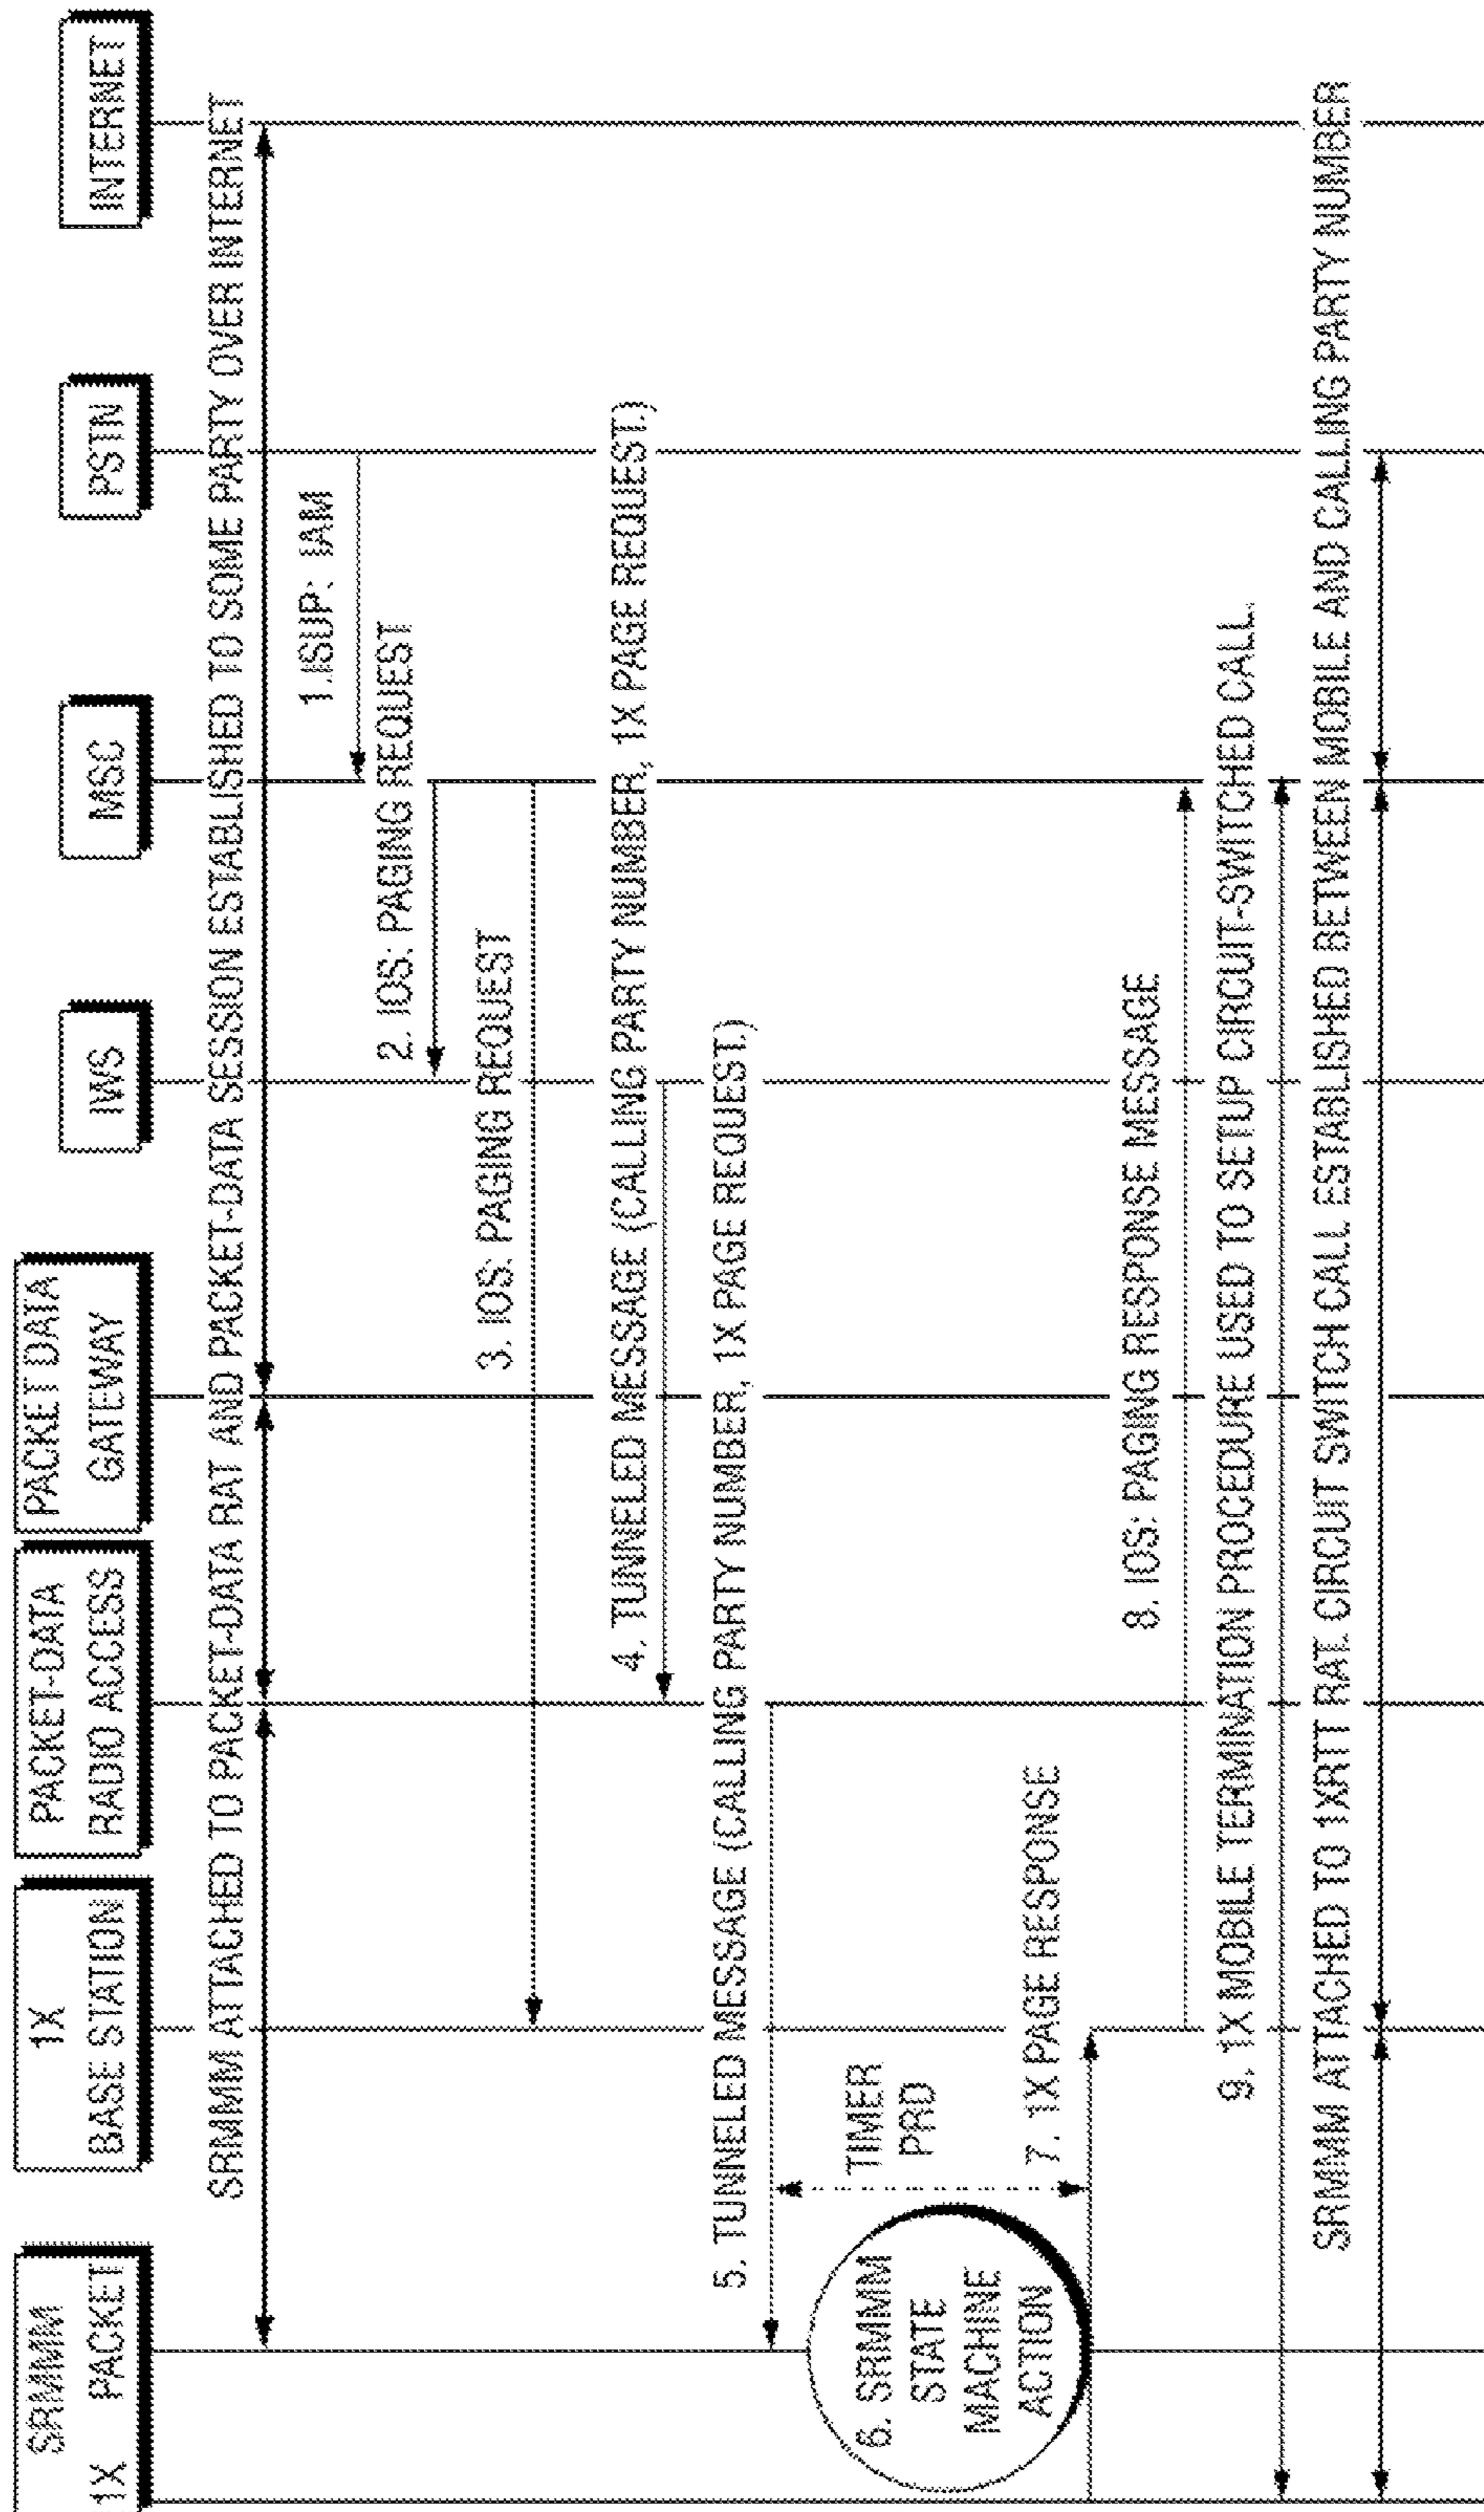 SRMM
1X PACKET
1X
BASE STATION
PACKET-DATA
RADIO ACCESS
PACKET DATA
GATEWAY
IWS
MSC
PSTN
INTERNET
SRMM ATTACHED TO PACKET-DATA RAT AND PACKET-DATA SESSION ESTABLISHED TO SOME PARTY OVER INTERNET
1.ISUP: IAM
2. IOS: PAGING REQUEST
3. IOS: PAGING REQUEST
4. TUNNELED MESSAGE (CALLING PARTY NUMBER, 1X PAGE REQUEST.)
5. TUNNELED MESSAGE (CALLING PARTY NUMBER, 1X PAGE REQUEST.)
6. SRMM
STATE
MACHINE
ACTION
TIMER
PRD
7. 1X PAGE RESPONSE
8. IOS: PAGING RESPONSE MESSAGE
9. 1X MOBILE TERMINATION PROCEDURE USED TO SETUP CIRCUIT-SWITCHED CALL.
SRMM ATTACHED TO 1XRTT RAT. CIRCUIT SWITCH CALL ESTABLISHED BETWEEN MOBILE AND CALLING PARTY NUMBER